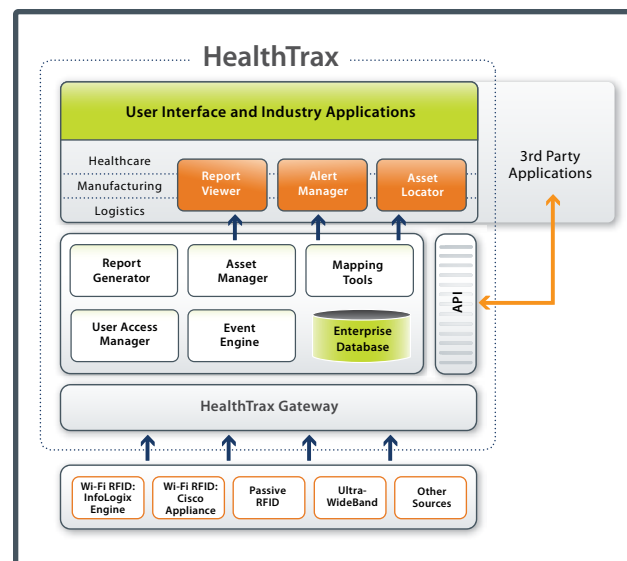 HealthTrax
User Interface and Industry Applications
Healthcare
Manufacturing
Logistics
Report
Viewer
Alert
Manager
Asset
Locator
3rd Party
Applications
Report
Generator
Asset
Manager
Mapping
Tools
User Access
Manager
Event
Engine
Enterprise
Database
API
HealthTrax Gateway
Wi-Fi RFID:
InfoLogix
Engine
Wi-Fi RFID:
Cisco
Appliance
Passive
RFID
Ultra-
WideBand
Other
Sources